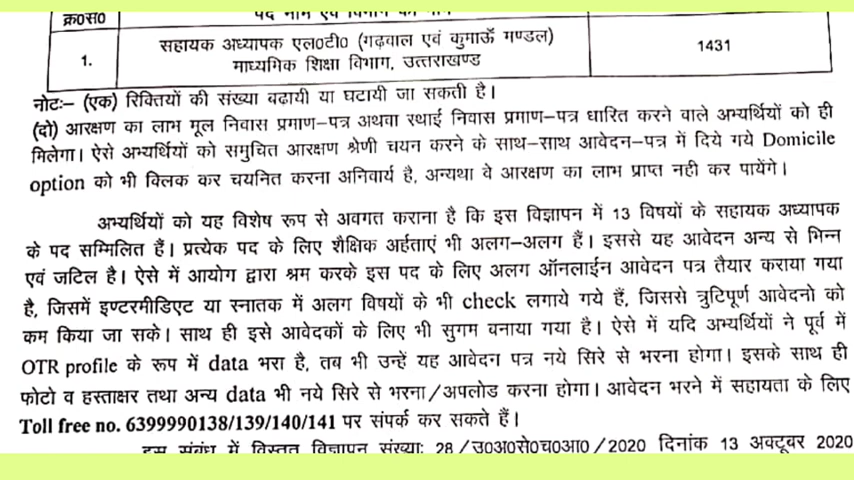 क्र०स० पद नाम एवं विभाग का नाम
1. सहायक अध्यापक एल०टी० (गढ़वाल एवं कुमाऊँ मण्डल) 1431
माध्यमिक शिक्षा विभाग, उत्तराखण्ड
नोटः– (एक) रिक्तियों की संख्या बढायी या घटायी जा सकती है।
(दो) आरक्षण का लाभ मूल निवास प्रमाण–पत्र अथवा स्थाई निवास प्रमाण–पत्र धारित करने वाले अभ्यर्थियों को ही
मिलेगा। ऐसे अभ्यर्थियों को समुचित आरक्षण श्रेणी चयन करने के साथ–साथ आवेदन–पत्र में दिये गये Domicile
option को भी क्लिक कर चयनित करना अनिवार्य है, अन्यथा वे आरक्षण का लाभ प्राप्त नही कर पायेंगे।
अभ्यर्थियों को यह विशेष रूप से अवगत कराना है कि इस विज्ञापन में 13 विषयों के सहायक अध्यापक
के पद सम्मिलित हैं। प्रत्येक पद के लिए शैक्षिक अर्हताएं भी अलग–अलग हैं। इससे यह आवेदन अन्य से भिन्न
एवं जटिल है। ऐसे में आयोग द्वारा श्रम करके इस पद के लिए अलग ऑनलाईन आवेदन पत्र तैयार कराया गया
है, जिसमें इण्टरमीडिएट या स्नातक में अलग विषयों के भी check लगाये गये हैं, जिससे त्रुटिपूर्ण आवेदनो को
कम किया जा सके। साथ ही इसे आवेदकों के लिए भी सुगम बनाया गया है। ऐसे में यदि अभ्यर्थियों ने पूर्व में
OTR profile के रूप में data भरा है, तब भी उन्हें यह आवेदन पत्र नये सिरे से भरना होगा। इसके साथ ही
फोटो व हस्ताक्षर तथा अन्य data भी नये सिरे से भरना/अपलोड करना होगा। आवेदन भरने में सहायता के लिए
Toll free no. 6399990138/139/140/141 पर संपर्क कर सकते हैं।
इस संबंध में विस्तृत विज्ञापन संख्याः 28/उ०अ०से०च०आ०/2020 दिनांक 13 अक्टूबर 2020